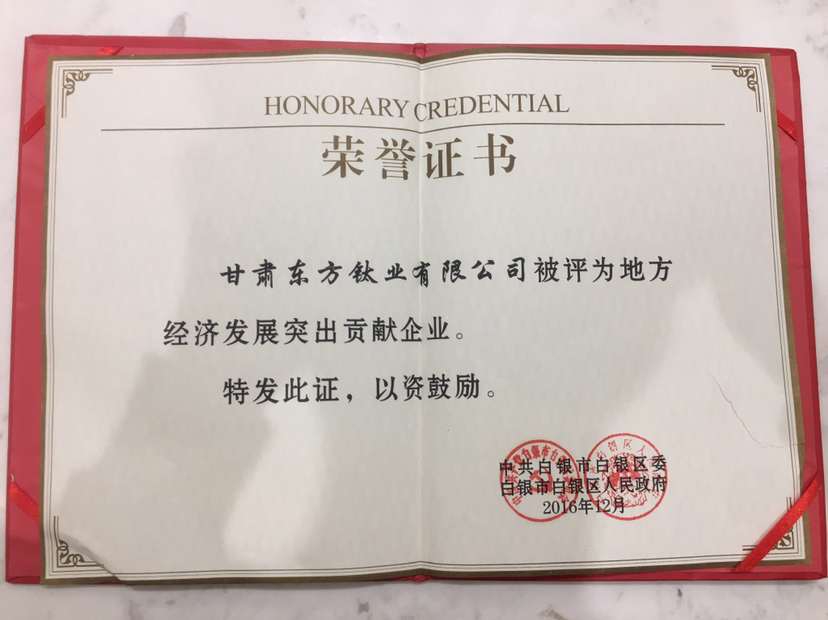 HONORARY CREDENTIAL
荣誉证书
甘肃东方钛业有限公司被评为地方
经济发展突出贡献企业。
特发此证，以资鼓励。
中共白银市白银区委
白银市白银区人民政府
2016年12月